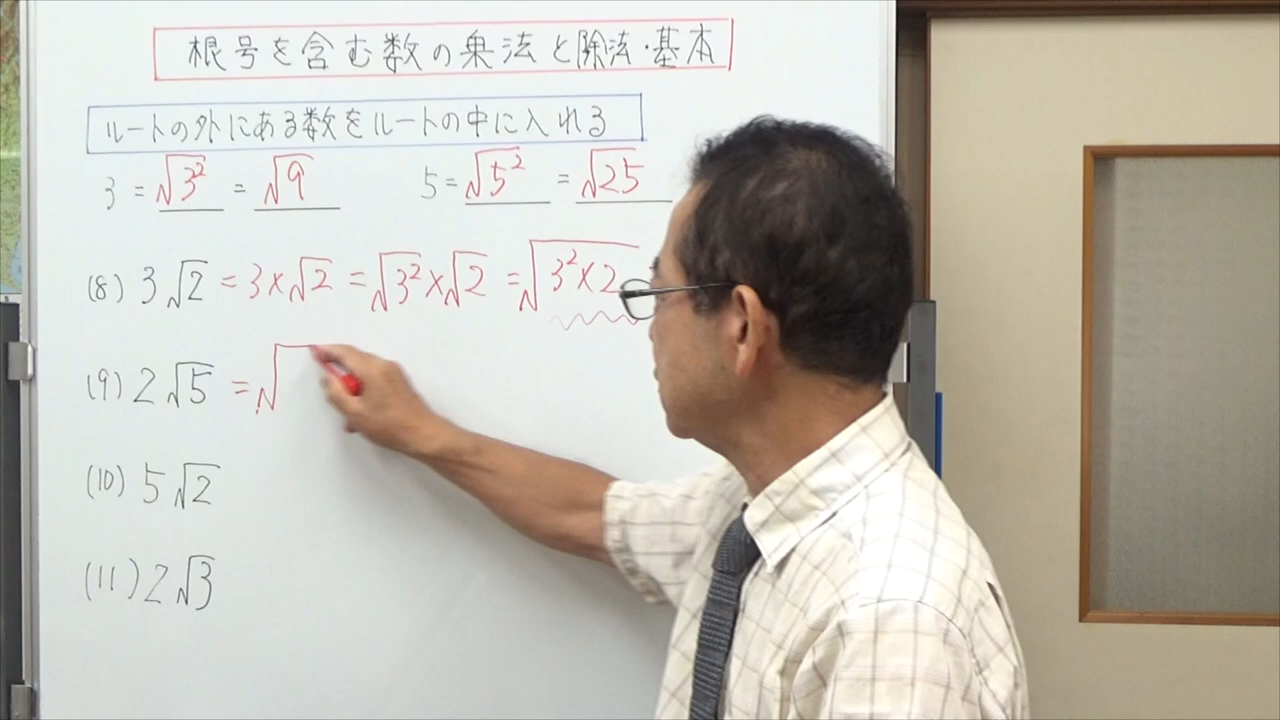 根号を含む数の乗法と除法・基本
ルートの外にある数をルートの中に入れる
3 = √3² = √9 5 = √5² = √25
(8) 3√2 = 3×√2 = √3²×√2 = √3²×2
(9) 2√5 = √
(10) 5√2
(11) 2√3